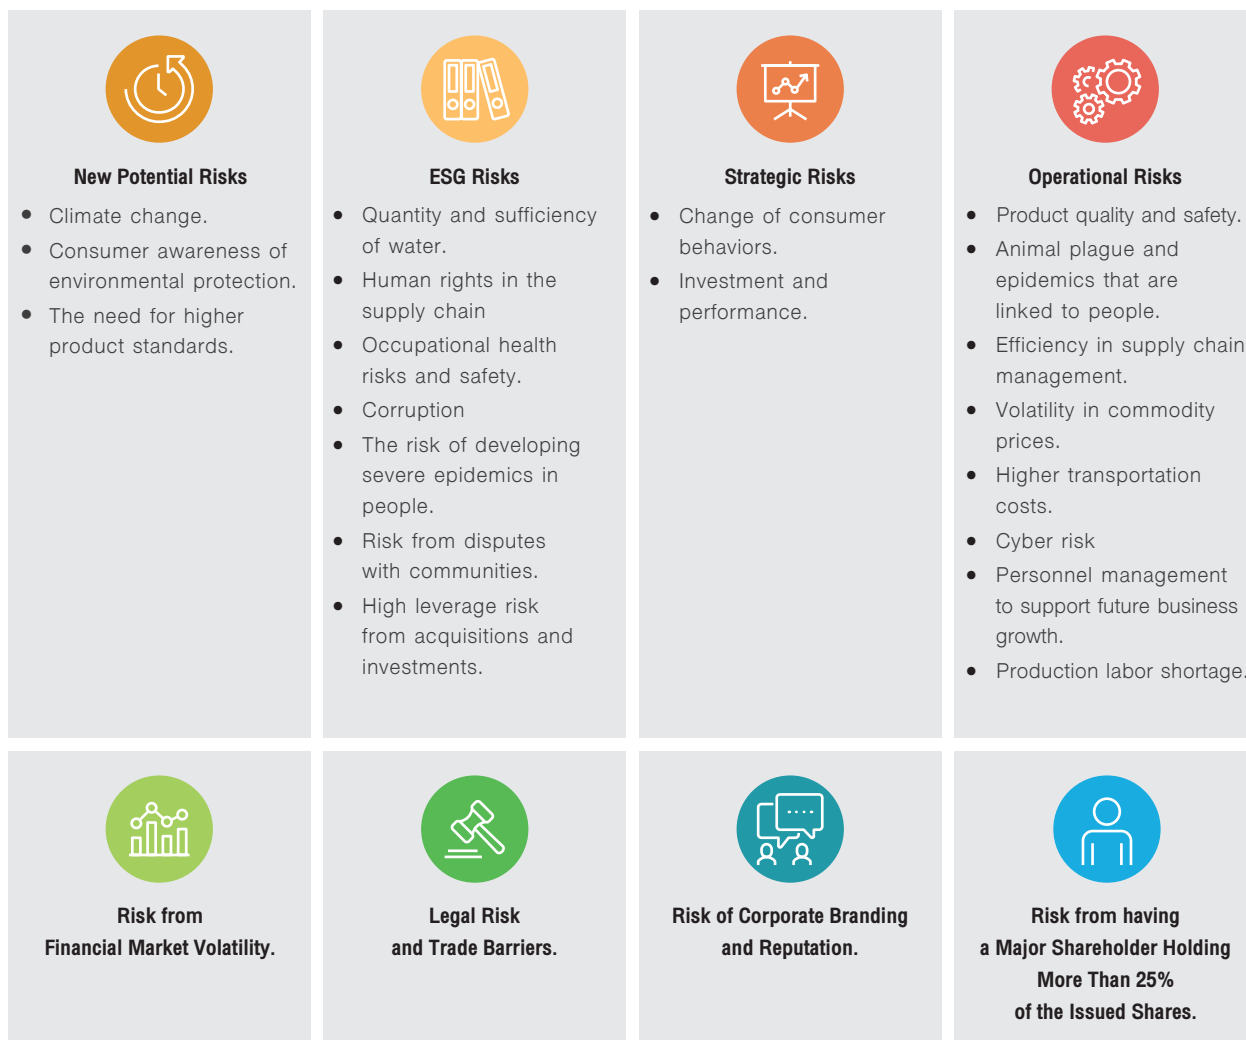 New Potential Risks
• Climate change.
• Consumer awareness of
environmental protection.
• The need for higher
product standards.
ESG Risks
• Quantity and sufficiency
of water.
• Human rights in the
supply chain
• Occupational health
risks and safety.
• Corruption
• The risk of developing
severe epidemics in
people.
• Risk from disputes
with communities.
• High leverage risk
from acquisitions and
investments.
Strategic Risks
• Change of consumer
behaviors.
• Investment and
performance.
Operational Risks
• Product quality and safety.
• Animal plague and
epidemics that are
linked to people.
• Efficiency in supply chain
management.
• Volatility in commodity
prices.
• Higher transportation
costs.
• Cyber risk
• Personnel management
to support future business
growth.
• Production labor shortage.
Risk from
Financial Market Volatility.
Legal Risk
and Trade Barriers.
Risk of Corporate Branding
and Reputation.
Risk from having
a Major Shareholder Holding
More Than 25%
of the Issued Shares.